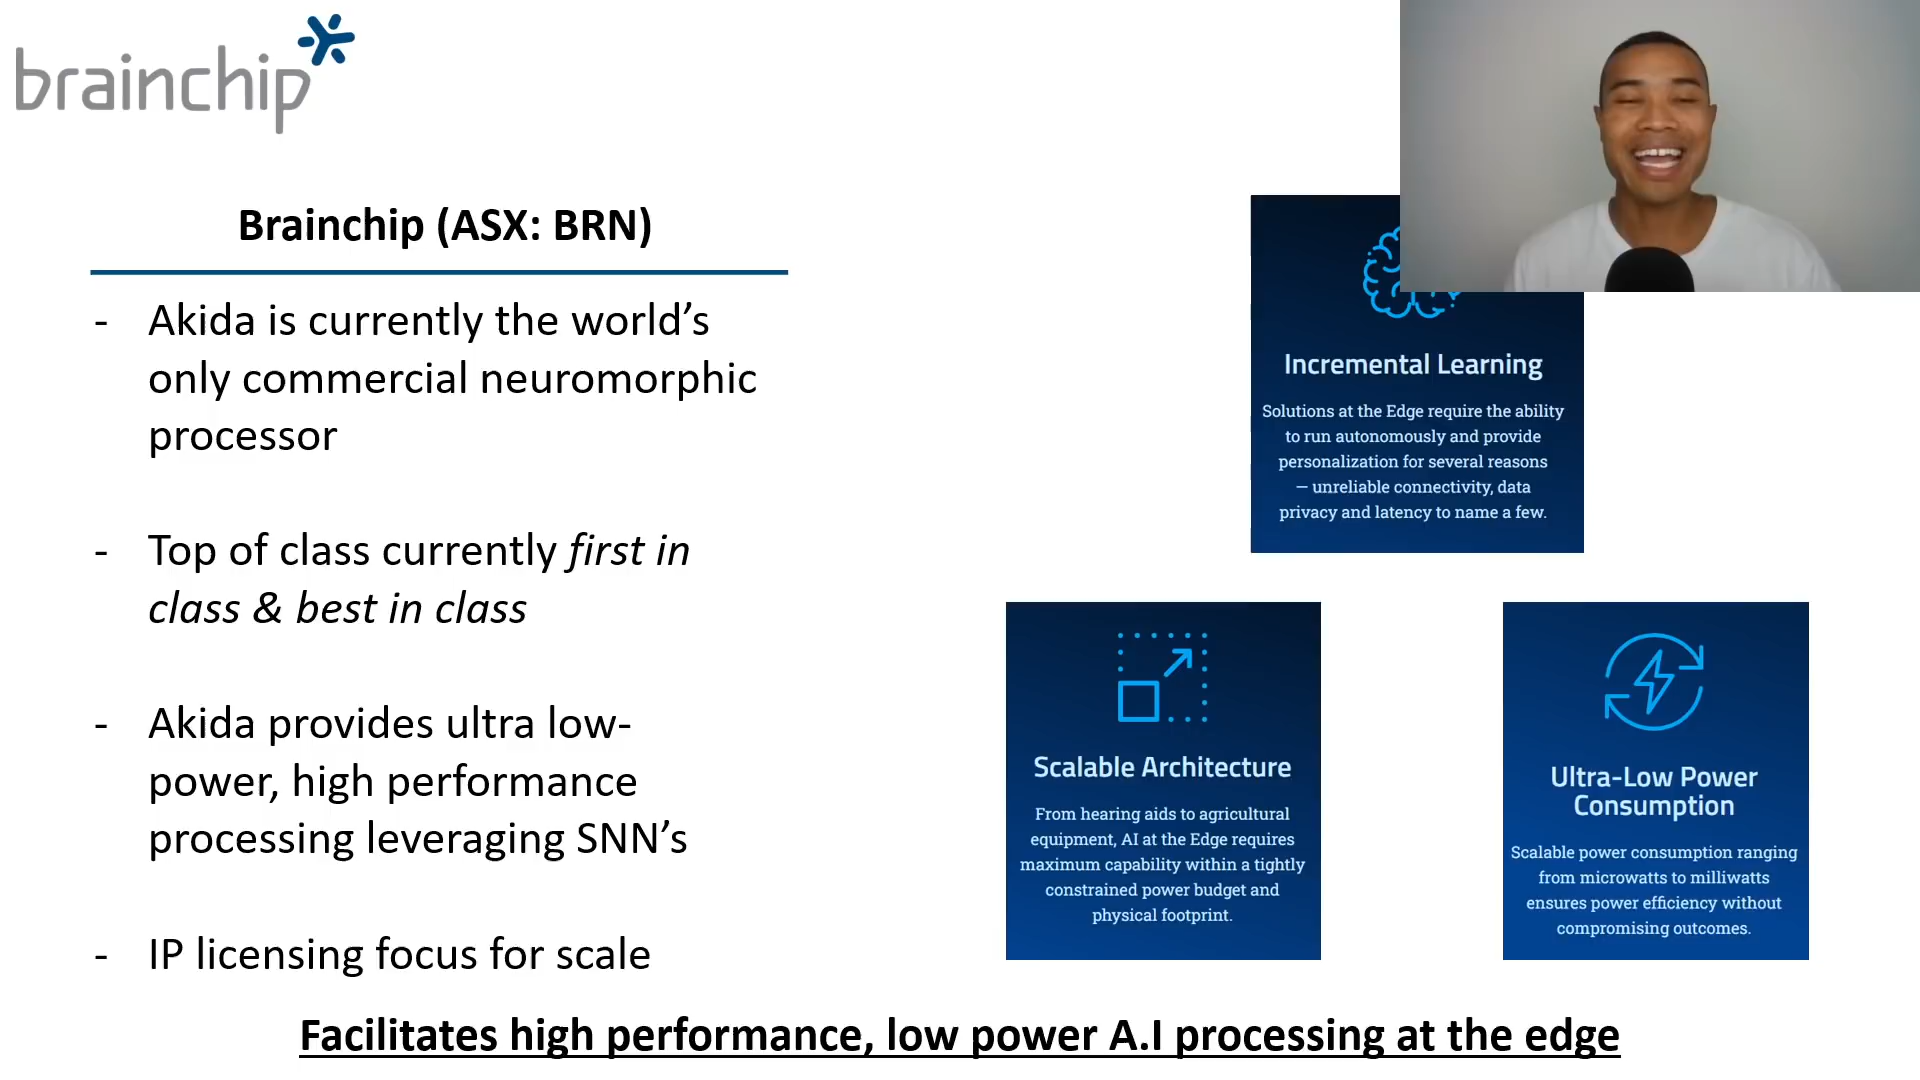 brainchip
Brainchip (ASX: BRN)
- Akida is currently the world’s
only commercial neuromorphic
processor
- Top of class currently first in
class & best in class
- Akida provides ultra low-
power, high performance
processing leveraging SNN’s
- IP licensing focus for scale
Incremental Learning
Solutions at the Edge require the ability
to run autonomously and provide
personalization for several reasons
— unreliable connectivity, data
privacy and latency to name a few.
Scalable Architecture
From hearing aids to agricultural
equipment, AI at the Edge requires
maximum capability within a tightly
constrained power budget and
physical footprint.
Ultra-Low Power
Consumption
Scalable power consumption ranging
from microwatts to milliwatts
ensures power efficiency without
compromising outcomes.
Facilitates high performance, low power A.I processing at the edge